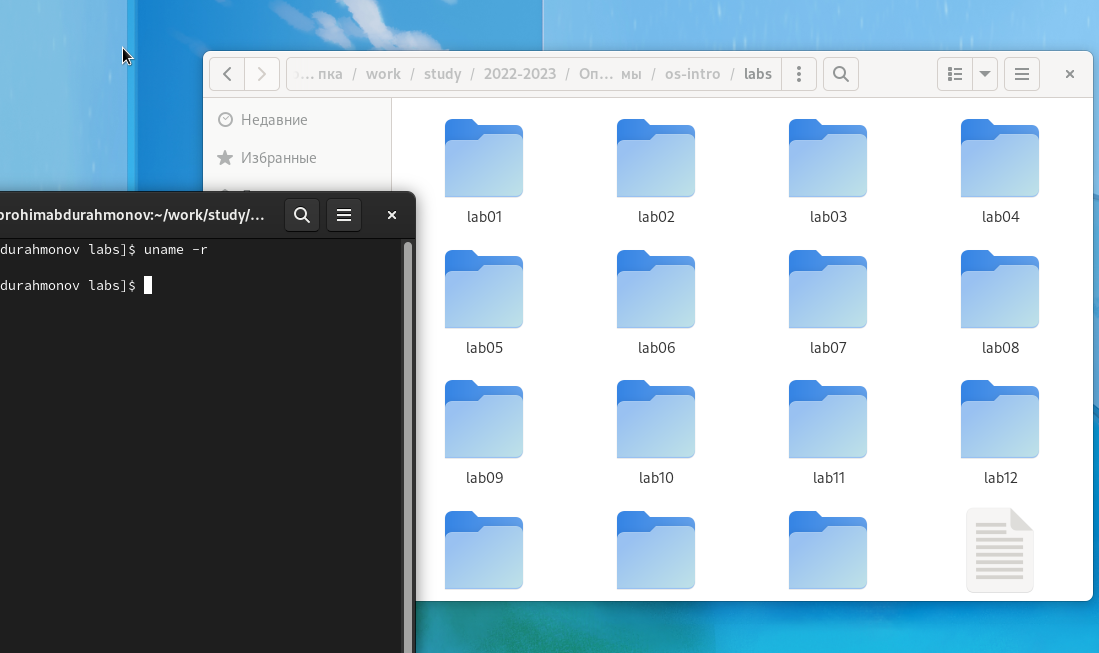 ... пка / work / study / 2022-2023 / Оп... мы / os-intro / labs
Недавние
Избранные
lab01 lab02 lab03 lab04
lab05 lab06 lab07 lab08
lab09 lab10 lab11 lab12
rohimabdurahmonov:~/work/study/...
durahmonov labs]$ uname -r
durahmonov labs]$